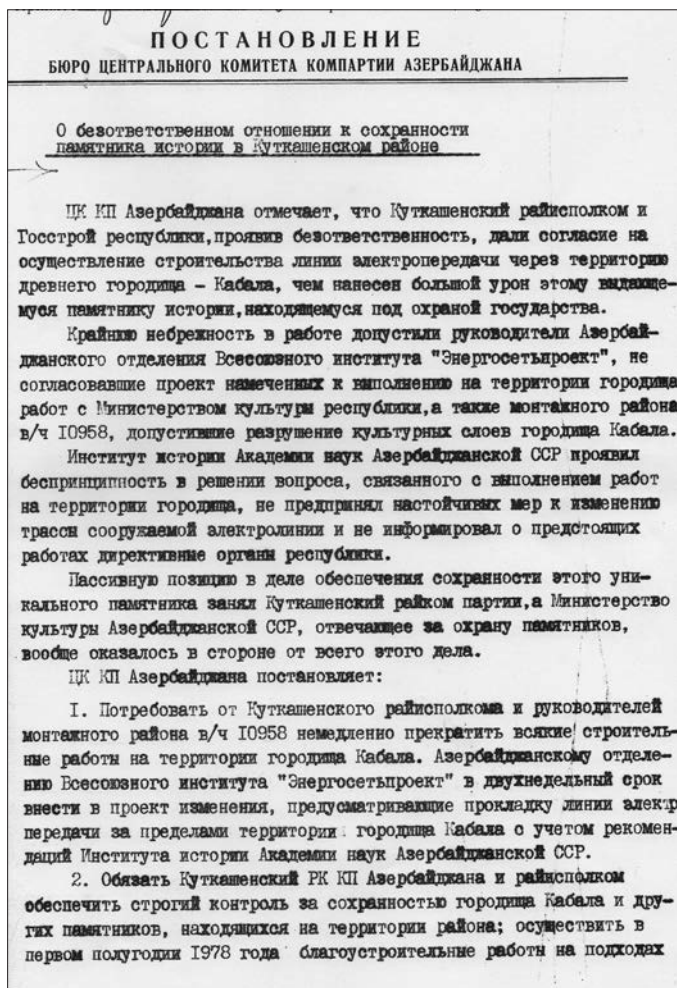 ПОСТАНОВЛЕНИЕ
БЮРО ЦЕНТРАЛЬНОГО КОМИТЕТА КОМПАРТИИ АЗЕРБАЙДЖАНА
О безответственном отношении к сохранности
памятника истории в Куткашенском районе
ЦК КП Азербайджана отмечает, что Куткашенский райисполком и
Госстрой республики,проявив безответственность, дали согласие на
осуществление строительства линии электропередачи через территорию
древнего городища – Кабала, чем нанесен большой урон этому выдающе-
муся памятнику истории,находящемуся под охраной государства.
Крайнюю небрежность в работе допустили руководители Азербай-
джанского отделения Всесоюзного института "Энергосетьпроект", не
согласовавшие проект намеченных к выполнению на территории городища
работ с Министерством культуры республики,а также монтажного района
в/ч I0958, допустившие разрушение культурных слоев городища Кабала.
Институт истории Академии наук Азербайджанской ССР проявил
беспринципность в решении вопроса, связанного с выполнением работ
на территории городища, не предпринял настойчивых мер к изменению
трассы сооружаемой электролинии и не информировал о предстоящих
работах директивные органы республики.
Пассивную позицию в деле обеспечения сохранности этого уни-
кального памятника занял Куткашенский райком партии,а Министерство
культуры Азербайджанской ССР, отвечающее за охрану памятников,
вообще оказалось в стороне от всего этого дела.
ЦК КП Азербайджана постановляет:
I. Потребовать от Куткашенского райисполкома и руководителей
монтажного района в/ч I0958 немедленно прекратить всякие строитель-
ные работы на территории городища Кабала. Азербайджанскому отделе-
нию Всесоюзного института "Энергосетьпроект" в двухнедельный срок
внести в проект изменения, предусматривающие прокладку линии электр
передачи за пределами территории городища Кабала с учетом рекомен-
даций Института истории Академии наук Азербайджанской ССР.
2. Обязать Куткашенский РК КП Азербайджана и райисполком
обеспечить строгий контроль за сохранностью городища Кабала и дру-
гих памятников, находящихся на территории района; осуществить в
первом полугодии I978 года благоустроительные работы на подходах